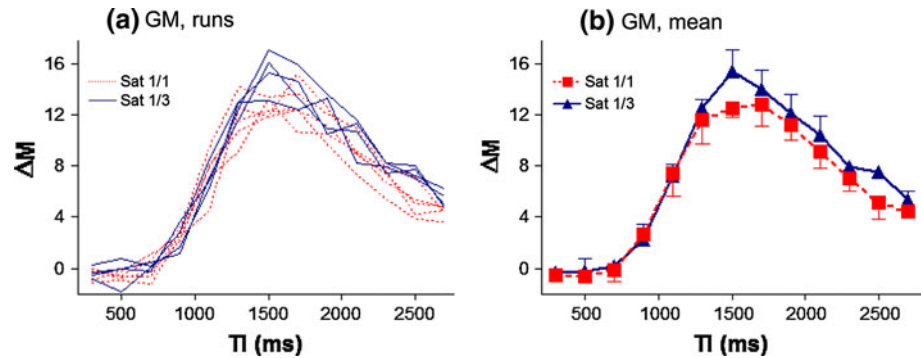 (a) GM, runs
Sat 1/1
Sat 1/3
16
12
8
4
0
ΔM
500 1000 1500 2000 2500
TI (ms)
(b) GM, mean
Sat 1/1
Sat 1/3
16
12
8
4
0
ΔM
500 1000 1500 2000 2500
TI (ms)